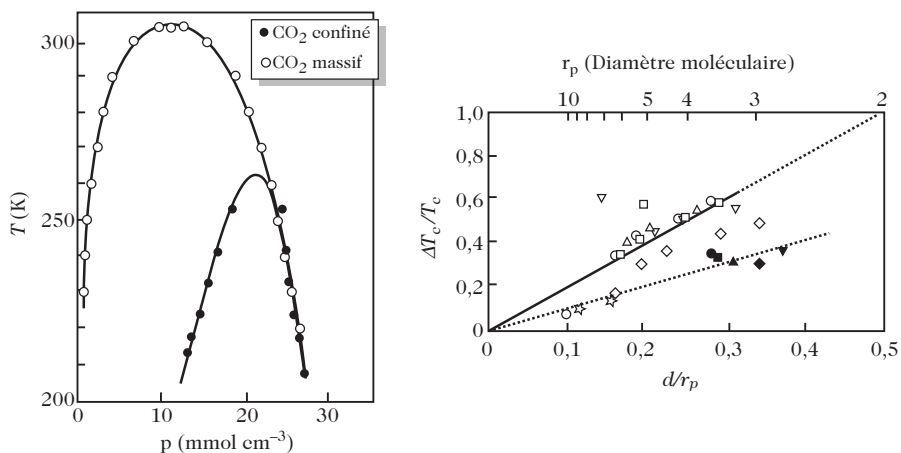 300
280
T (K)
250
200
0
10
20
30
p (mmol cm⁻³)
● CO₂ confiné
○ CO₂ massif
rₚ (Diamètre moléculaire)
10 5 4 3 2
1,0
0,8
0,6
0,4
0,2
0
ΔT꜀/T꜀
0 0,1 0,2 0,3 0,4 0,5
d/rₚ